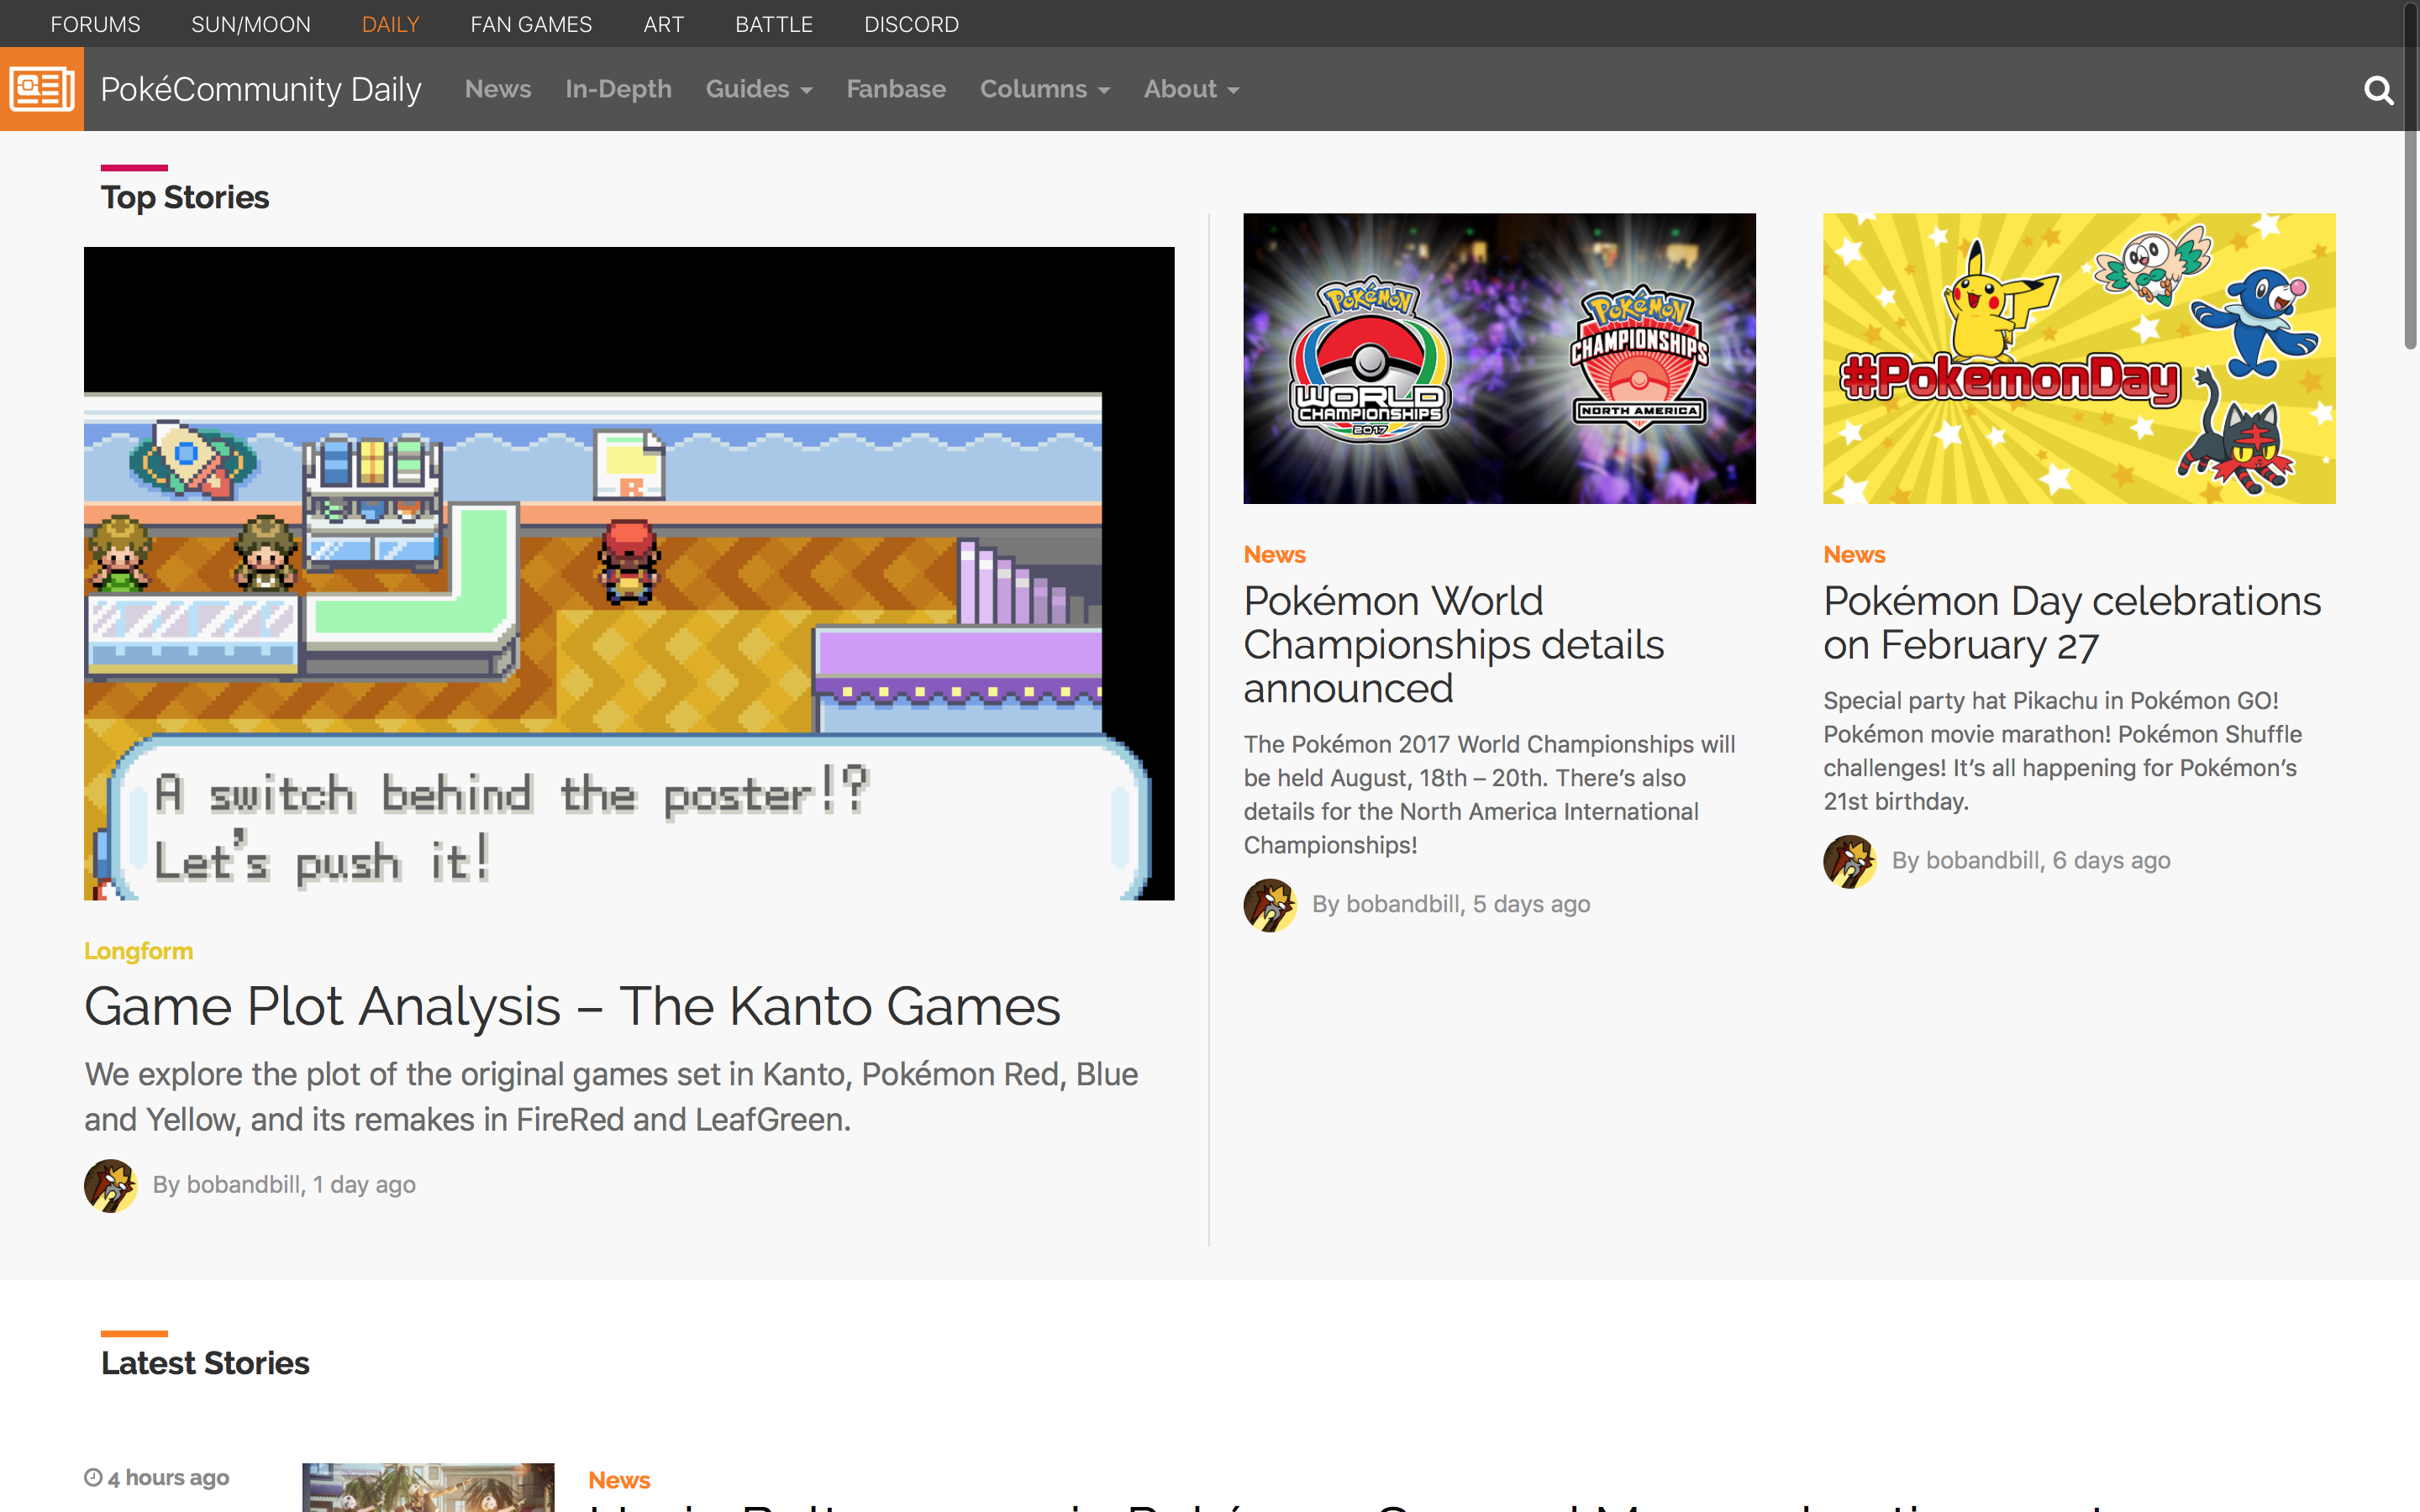 FORUMS SUN/MOON DAILY FAN GAMES ART BATTLE DISCORD
PokéCommunity Daily News In-Depth Guides Fanbase Columns About
Top Stories
A switch behind the poster!?
Let's push it!
Longform
Game Plot Analysis – The Kanto Games
We explore the plot of the original games set in Kanto, Pokémon Red, Blue
and Yellow, and its remakes in FireRed and LeafGreen.
By bobandbill, 1 day ago
POKéMON
WORLD
CHAMPIONSHIPS
2017
POKéMON
CHAMPIONSHIPS
NORTH AMERICA
News
Pokémon World
Championships details
announced
The Pokémon 2017 World Championships will
be held August, 18th – 20th. There’s also
details for the North America International
Championships!
By bobandbill, 5 days ago
#PokemonDay
News
Pokémon Day celebrations
on February 27
Special party hat Pikachu in Pokémon GO!
Pokémon movie marathon! Pokémon Shuffle
challenges! It’s all happening for Pokémon’s
21st birthday.
By bobandbill, 6 days ago
Latest Stories
4 hours ago
News